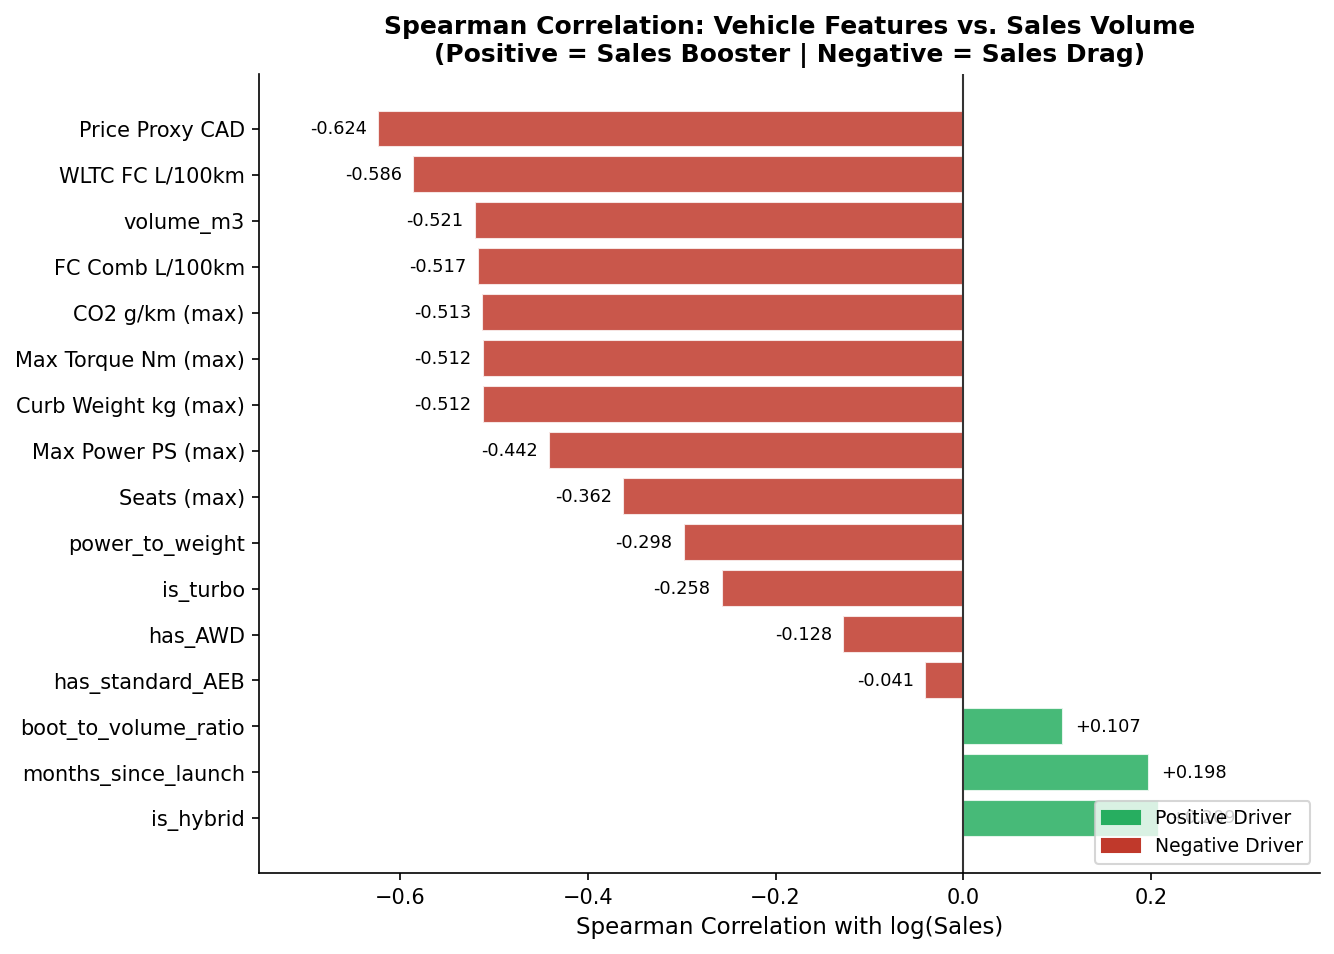 Spearman Correlation: Vehicle Features vs. Sales Volume
(Positive = Sales Booster | Negative = Sales Drag)
Price Proxy CAD -0.624
WLTC FC L/100km -0.586
volume_m3 -0.521
FC Comb L/100km -0.517
CO2 g/km (max) -0.513
Max Torque Nm (max) -0.512
Curb Weight kg (max) -0.512
Max Power PS (max) -0.442
Seats (max) -0.362
power_to_weight -0.298
is_turbo -0.258
has_AWD -0.128
has_standard_AEB -0.041
boot_to_volume_ratio +0.107
months_since_launch +0.198
is_hybrid
Positive Driver
Negative Driver
−0.6 −0.4 −0.2 0.0 0.2
Spearman Correlation with log(Sales)